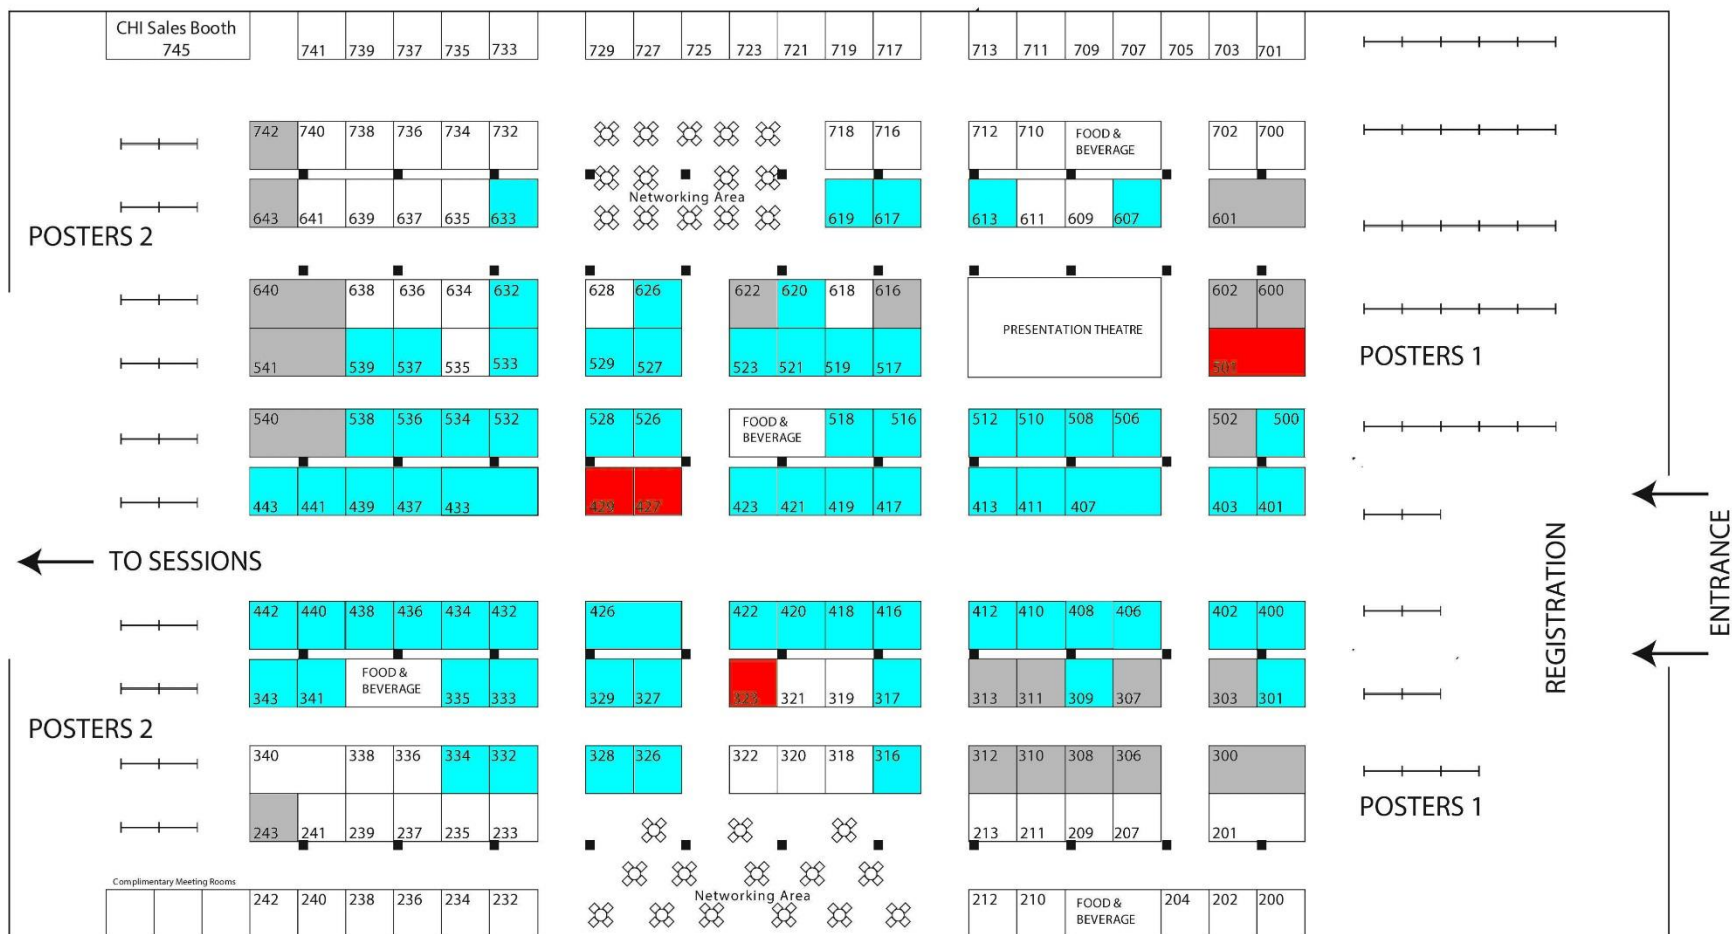 CHI Sales Booth
745
741 739 737 735 733 729 727 725 723 721 719 717 713 711 709 707 705 703 701
742 740 738 736 734 732 718 716 712 710 FOOD & 702 700
BEVERAGE
Networking Area
643 641 639 637 635 633 619 617 613 611 609 607 601
POSTERS 2
640 638 636 634 632 628 626 622 620 618 616 602 600
PRESENTATION THEATRE
POSTERS 1
541 539 537 535 533 529 527 523 521 519 517 501
540 538 536 534 532 528 526 FOOD & 518 516 512 510 508 506 502 500
BEVERAGE
443 441 439 437 433 429 427 423 421 419 417 413 411 407 403 401
TO SESSIONS
REGISTRATION
ENTRANCE
442 440 438 436 434 432 426 422 420 418 416 412 410 408 406 402 400
FOOD &
BEVERAGE
343 341 335 333 329 327 323 321 319 317 313 311 309 307 303 301
POSTERS 2
340 338 336 334 332 328 326 322 320 318 316 312 310 308 306 300
POSTERS 1
243 241 239 237 235 233 213 211 209 207 201
Complimentary Meeting Rooms
242 240 238 236 234 232 Networking Area 212 210 FOOD & 204 202 200
BEVERAGE